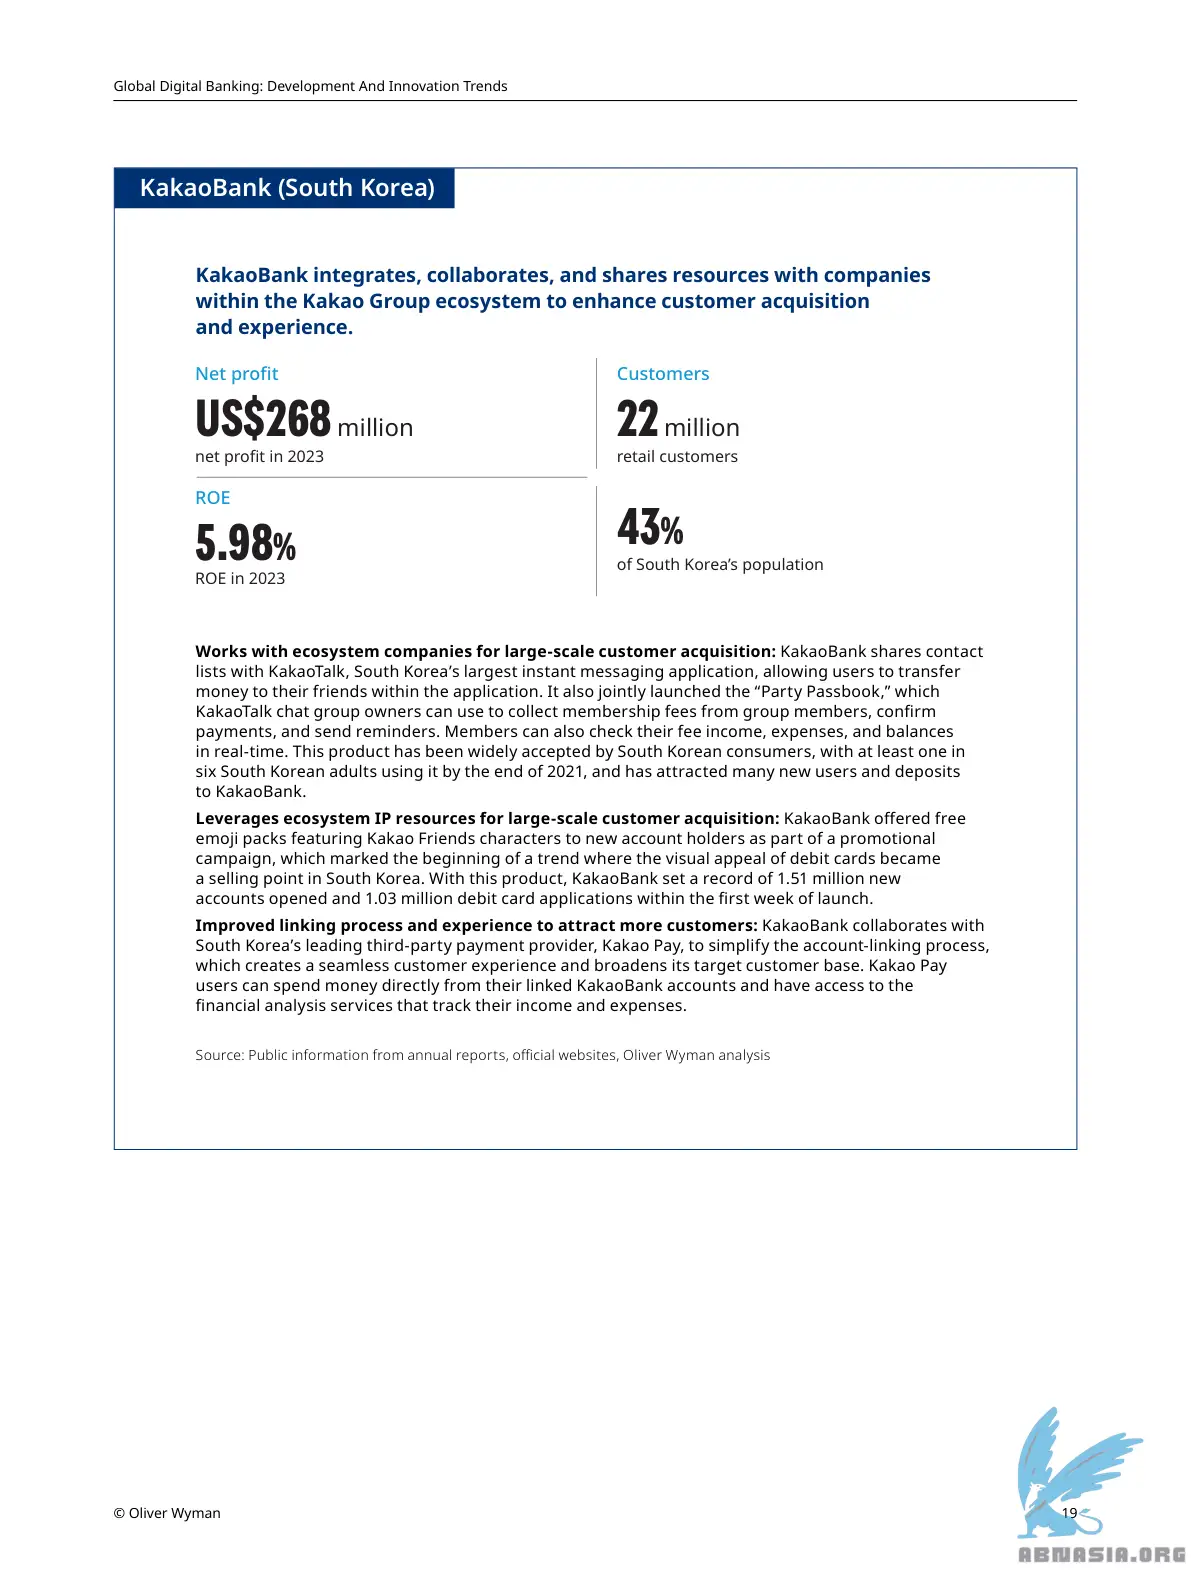 Global Digital Banking: Development And Innovation Trends
KakaoBank (South Korea)
KakaoBank integrates, collaborates, and shares resources with companies
within the Kakao Group ecosystem to enhance customer acquisition
and experience.
Net profit
US$268 million
net profit in 2023
Customers
22 million
retail customers
ROE
5.98%
ROE in 2023
43%
of South Korea’s population
Works with ecosystem companies for large-scale customer acquisition: KakaoBank shares contact
lists with KakaoTalk, South Korea’s largest instant messaging application, allowing users to transfer
money to their friends within the application. It also jointly launched the “Party Passbook,” which
KakaoTalk chat group owners can use to collect membership fees from group members, confirm
payments, and send reminders. Members can also check their fee income, expenses, and balances
in real-time. This product has been widely accepted by South Korean consumers, with at least one in
six South Korean adults using it by the end of 2021, and has attracted many new users and deposits
to KakaoBank.
Leverages ecosystem IP resources for large-scale customer acquisition: KakaoBank offered free
emoji packs featuring Kakao Friends characters to new account holders as part of a promotional
campaign, which marked the beginning of a trend where the visual appeal of debit cards became
a selling point in South Korea. With this product, KakaoBank set a record of 1.51 million new
accounts opened and 1.03 million debit card applications within the first week of launch.
Improved linking process and experience to attract more customers: KakaoBank collaborates with
South Korea’s leading third-party payment provider, Kakao Pay, to simplify the account-linking process,
which creates a seamless customer experience and broadens its target customer base. Kakao Pay
users can spend money directly from their linked KakaoBank accounts and have access to the
financial analysis services that track their income and expenses.
Source: Public information from annual reports, official websites, Oliver Wyman analysis
© Oliver Wyman
19
ABNASIA.ORG